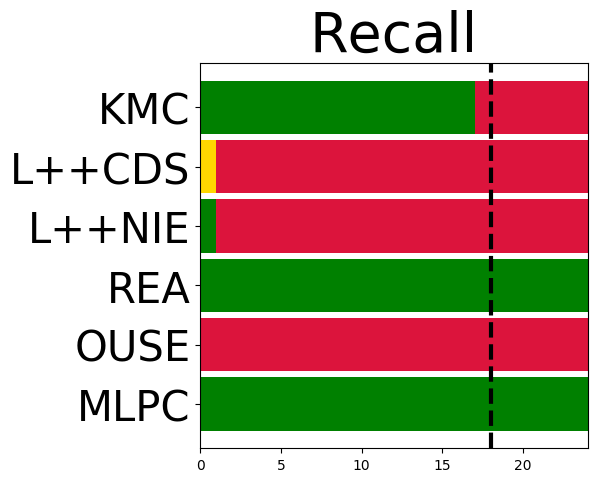 Recall
KMC
L++CDS
L++NIE
REA
OUSE
MLPC
0 5 10 15 20